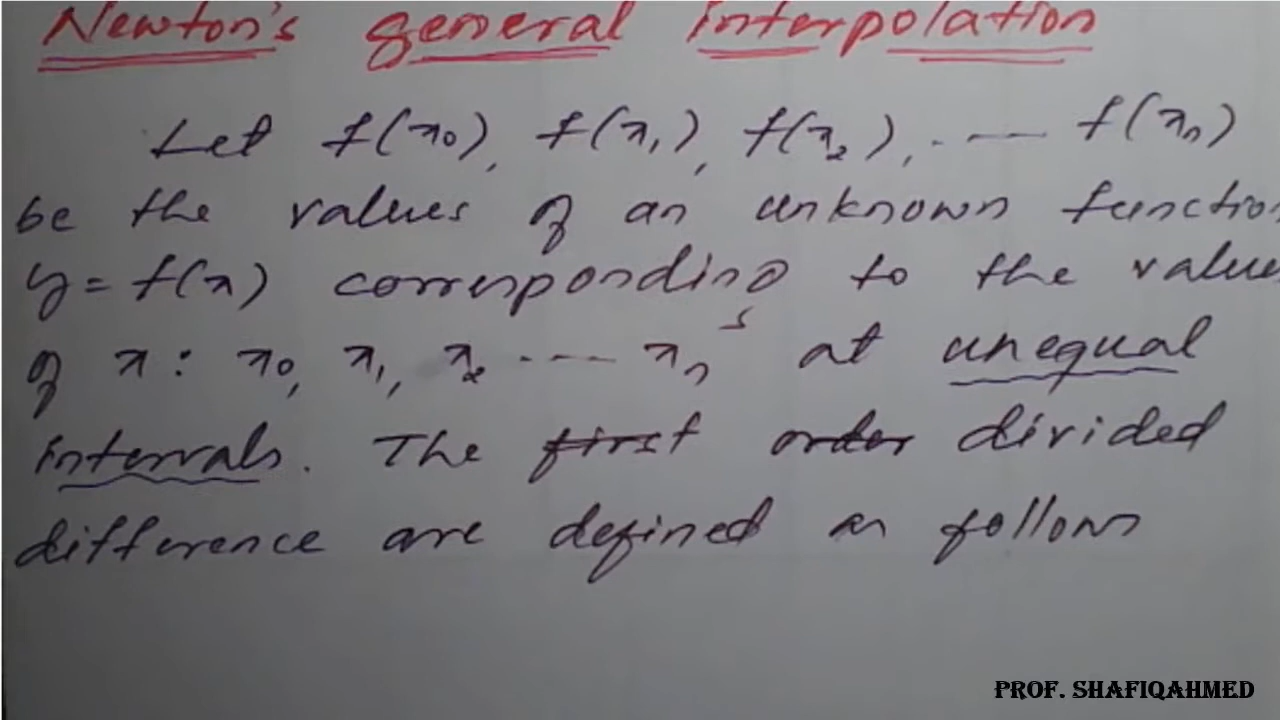 Newton's general interpolation
Let f(x0), f(x1), f(x2), .---- f(xn)
be the values of an unknown function
y = f(x) corresponding to the value
of x : x0, x1, x2 ----- xn at unequal
intervals. The first order divided
difference are defined as follows
PROF. SHAFIQAHMED